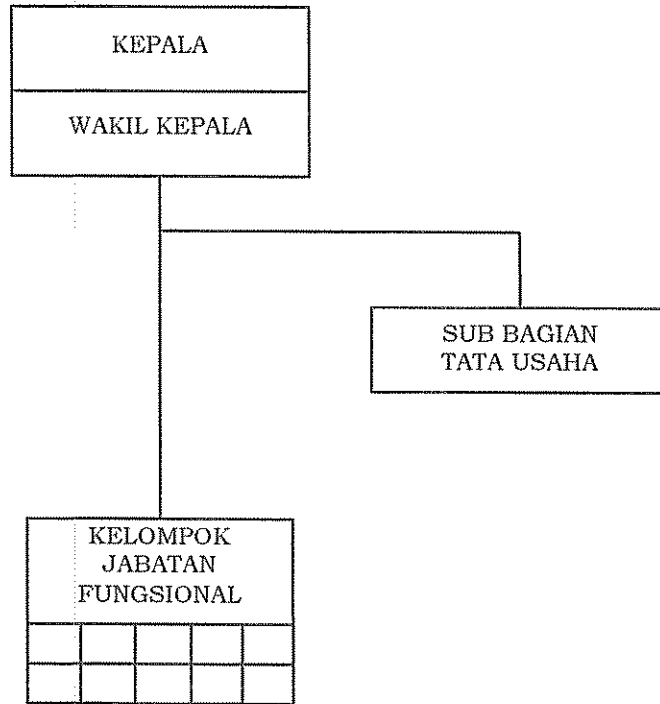 KEPALA
WAKIL KEPALA
SUB BAGIAN
TATA USAHA
KELOMPOK
JABATAN
FUNGSIONAL